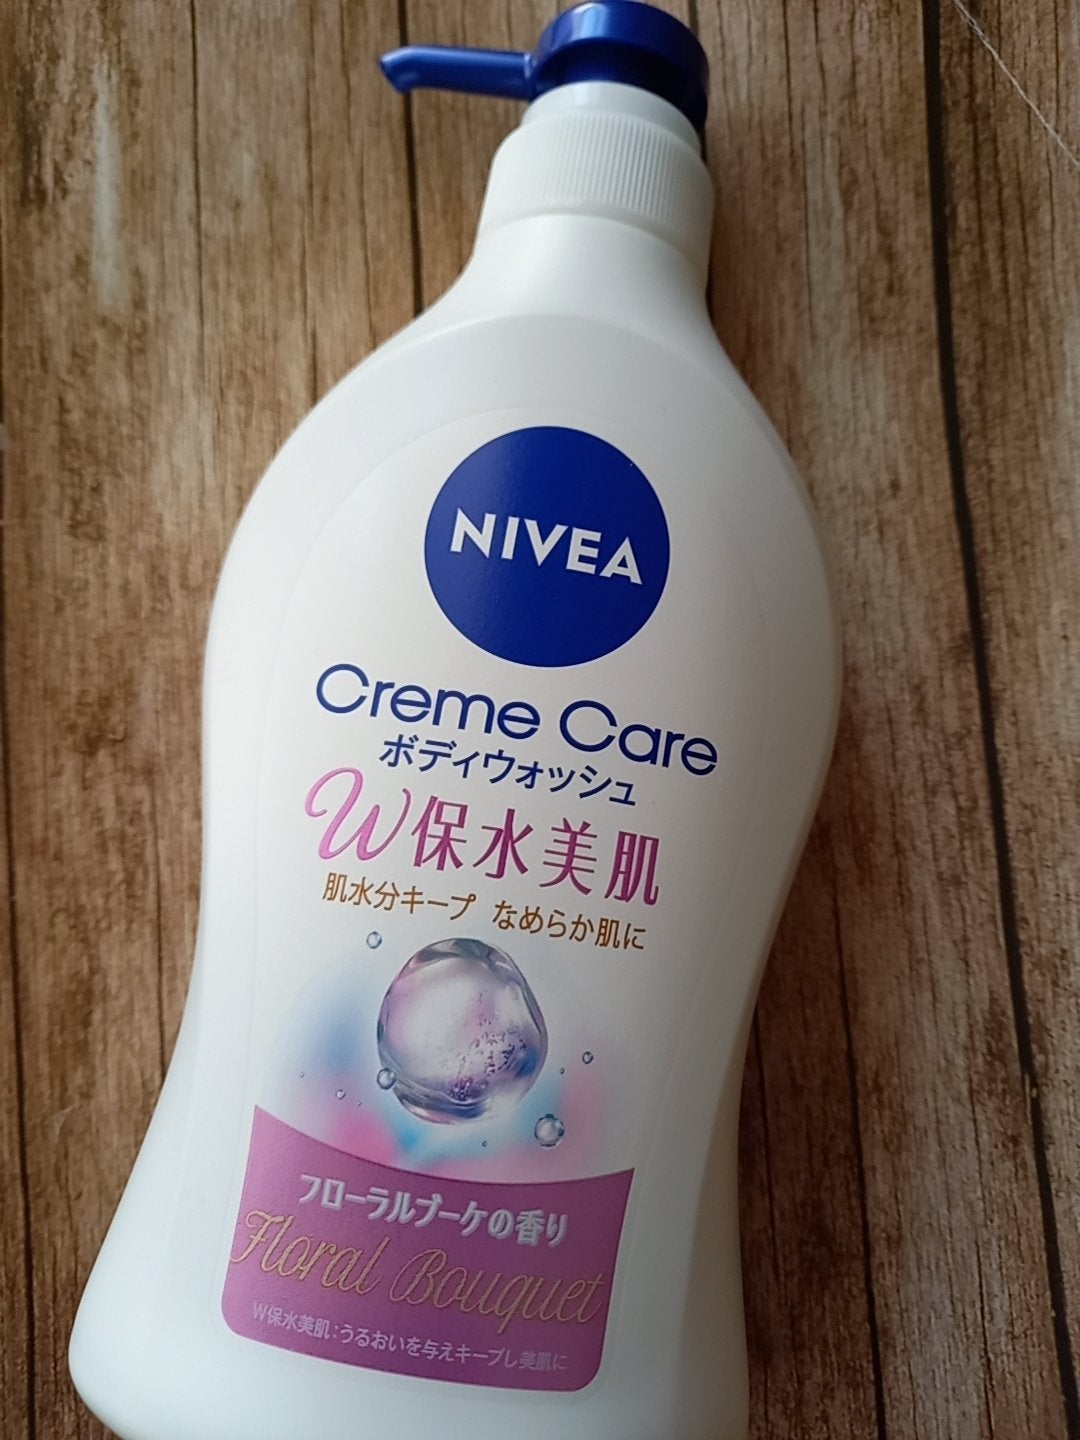 NIVEA
Creme Care
ボディウォッシュ
W保水美肌
肌水分キープ なめらか肌に
フローラルブーケの香り
Floral Bouquet
W保水美肌:うるおいを与えキープし美肌に